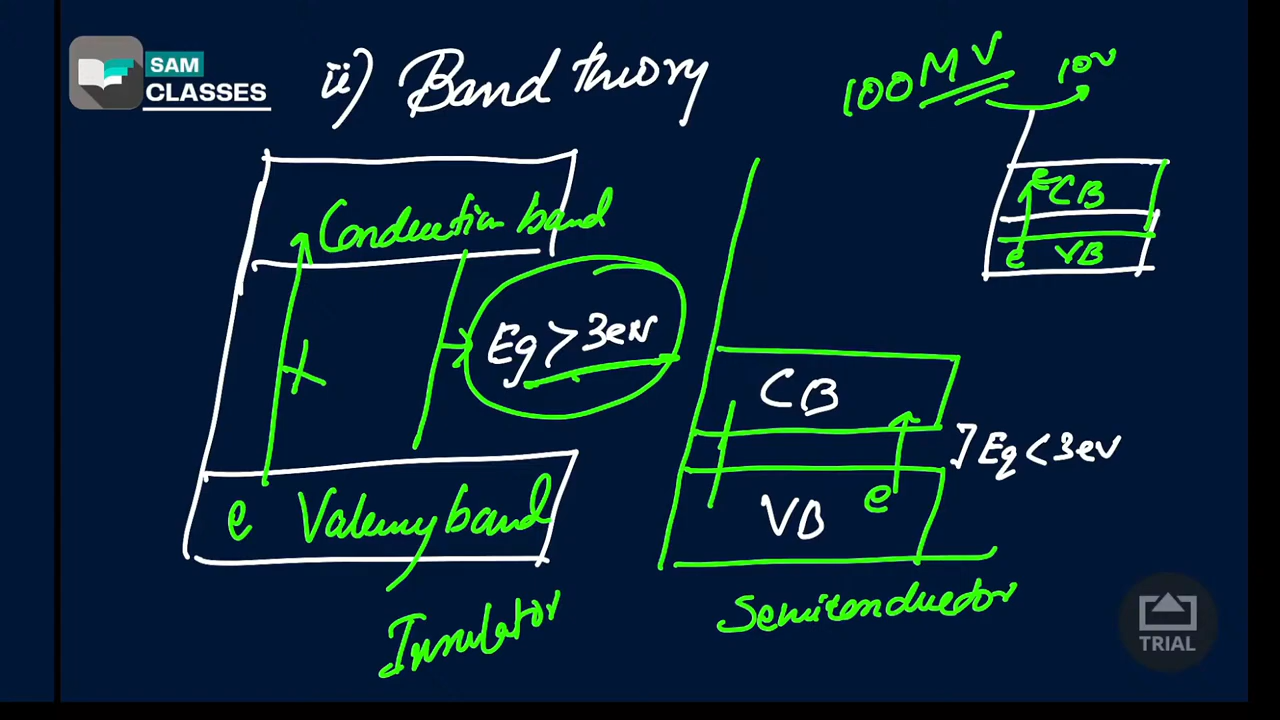 SAM
CLASSES
ii) Band theory
100MV
10V
e CB
e VB
Conduction band
Eg > 3ev
CB
]Eg < 3ev
e Valency band
VB e
Insulator
Semiconductor
TRIAL